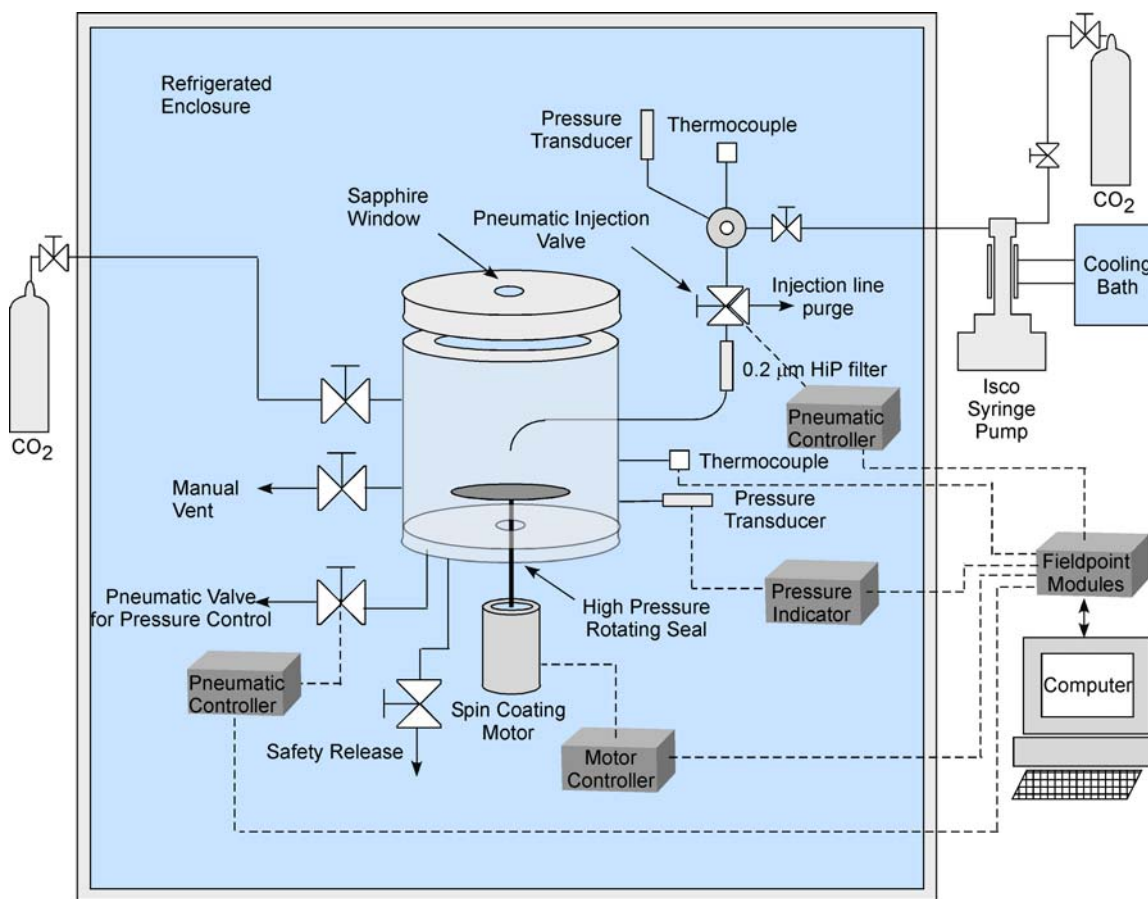 Refrigerated
Enclosure
Pressure
Transducer
Thermocouple
CO2
Sapphire
Window
Pneumatic Injection
Valve
Injection line
purge
Cooling
Bath
0.2 μm HiP filter
Isco
Syringe
Pump
CO2
Pneumatic
Controller
Thermocouple
Manual
Vent
Pressure
Transducer
Fieldpoint
Modules
Pneumatic Valve
for Pressure Control
High Pressure
Rotating Seal
Pressure
Indicator
Pneumatic
Controller
Computer
Spin Coating
Motor
Safety Release
Motor
Controller